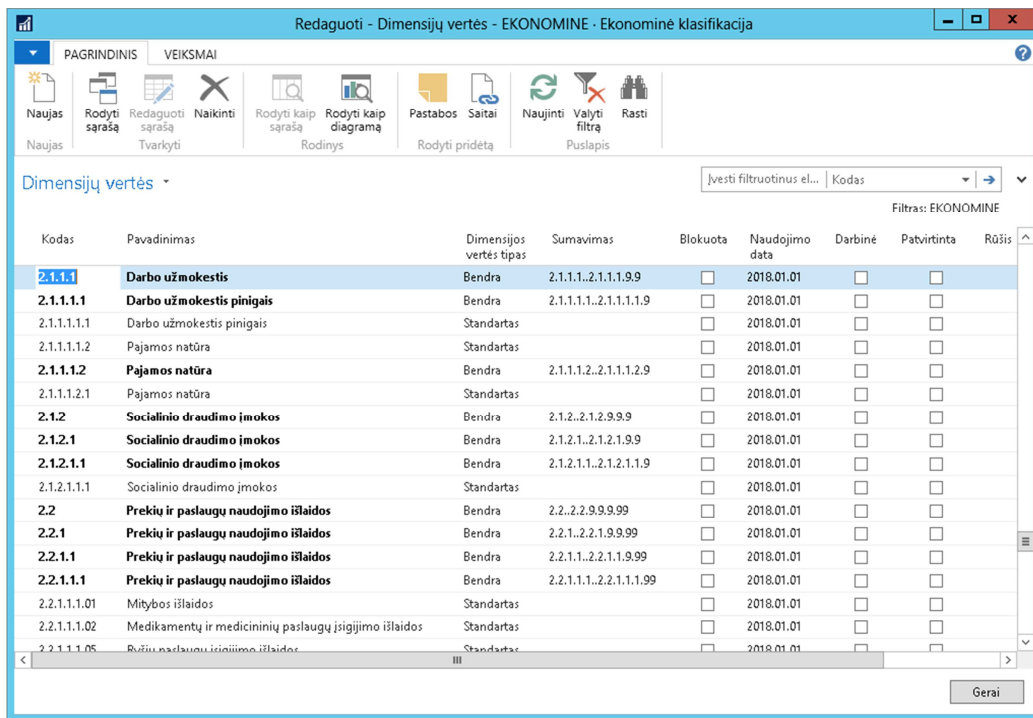 Redaguoti - Dimensijų vertės - EKONOMINE · Ekonominė klasifikacija
PAGRINDINIS VEIKSMAI
Naujas Rodyti sąrašą Redaguoti sąrašą Naikinti Rodyti kaip sąrašą Rodyti kaip diagramą Pastabos Saitai Naujinti Valyti filtrą Rasti
Naujas Tvarkyti Rodinys Rodyti pridėtą Puslapis
Dimensijų vertės Įvesti filtruotinus el... Kodas
Filtras: EKONOMINE
Kodas Pavadinimas Dimensijos vertės tipas Sumavimas Blokuota Naudojimo data Darbinė Patvirtinta Rūšis
2.1.1.1 Darbo užmokestis Bendra 2.1.1.1..2.1.1.1.9.9 2018.01.01
2.1.1.1.1 Darbo užmokestis pinigais Bendra 2.1.1.1.1..2.1.1.1.1.9 2018.01.01
2.1.1.1.1.1 Darbo užmokestis pinigais Standartas 2018.01.01
2.1.1.1.1.2 Pajamos natūra Standartas 2018.01.01
2.1.1.1.2 Pajamos natūra Bendra 2.1.1.1.2..2.1.1.1.2.9 2018.01.01
2.1.1.1.2.1 Pajamos natūra Standartas 2018.01.01
2.1.2 Socialinio draudimo įmokos Bendra 2.1.2..2.1.2.9.9.9 2018.01.01
2.1.2.1 Socialinio draudimo įmokos Bendra 2.1.2.1..2.1.2.1.9.9 2018.01.01
2.1.2.1.1 Socialinio draudimo įmokos Bendra 2.1.2.1.1..2.1.2.1.1.9 2018.01.01
2.1.2.1.1.1 Socialinio draudimo įmokos Standartas 2018.01.01
2.2 Prekių ir paslaugų naudojimo išlaidos Bendra 2.2..2.2.9.9.9.99 2018.01.01
2.2.1 Prekių ir paslaugų naudojimo išlaidos Bendra 2.2.1..2.2.1.9.9.99 2018.01.01
2.2.1.1 Prekių ir paslaugų naudojimo išlaidos Bendra 2.2.1.1..2.2.1.1.9.99 2018.01.01
2.2.1.1.1 Prekių ir paslaugų naudojimo išlaidos Bendra 2.2.1.1.1..2.2.1.1.1.99 2018.01.01
2.2.1.1.1.01 Mitybos išlaidos Standartas 2018.01.01
2.2.1.1.1.02 Medikamentų ir medicininių paslaugų įsigijimo išlaidos Standartas 2018.01.01
2.2.1.1.1.05 Ryšių paslaugų įsigijimo išlaidos Standartas 2018.01.01
Gerai